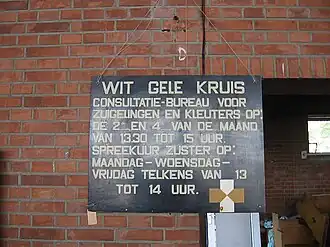 WIT GELE KRUIS
CONSULTATIE-BUREAU VOOR
ZUIGELINGEN EN KLEUTERS OP:
DE 2e EN 4e VAN DE MAAND
VAN 13.30 TOT 15 UUR.
SPREEKUUR ZUSTER OP:
MAANDAG-WOENSDAG-
VRIJDAG TELKENS VAN 13
TOT 14 UUR.